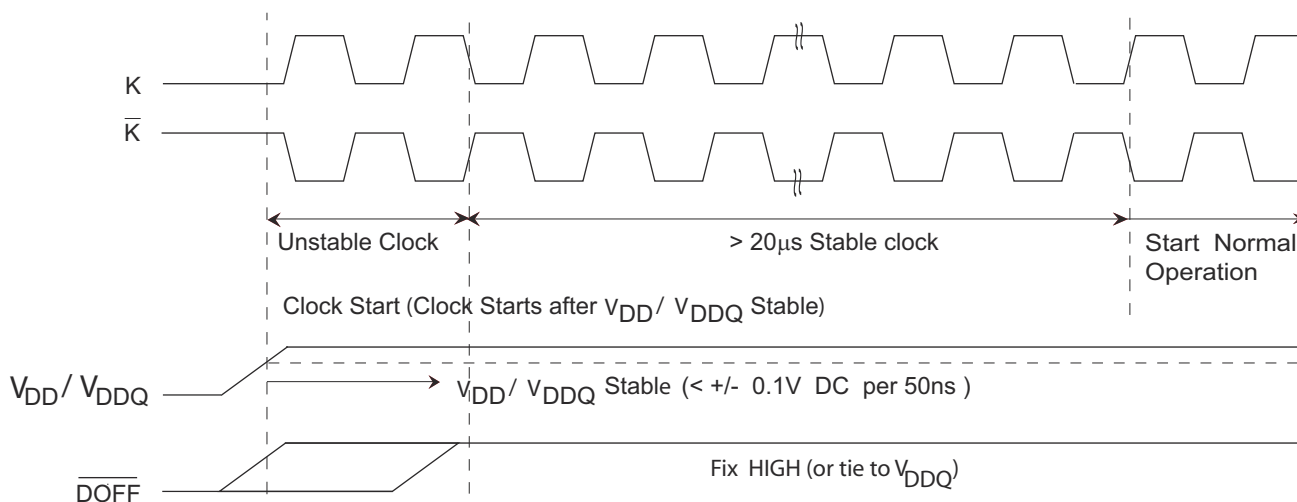 K
K̅
Unstable Clock
> 20μs Stable clock
Start Normal
Operation
Clock Start (Clock Starts after VDD/ VDDQ Stable)
VDD/ VDDQ
VDD/ VDDQ Stable (< +/- 0.1V DC per 50ns )
Fix HIGH (or tie to VDDQ)
D̅O̅F̅F̅